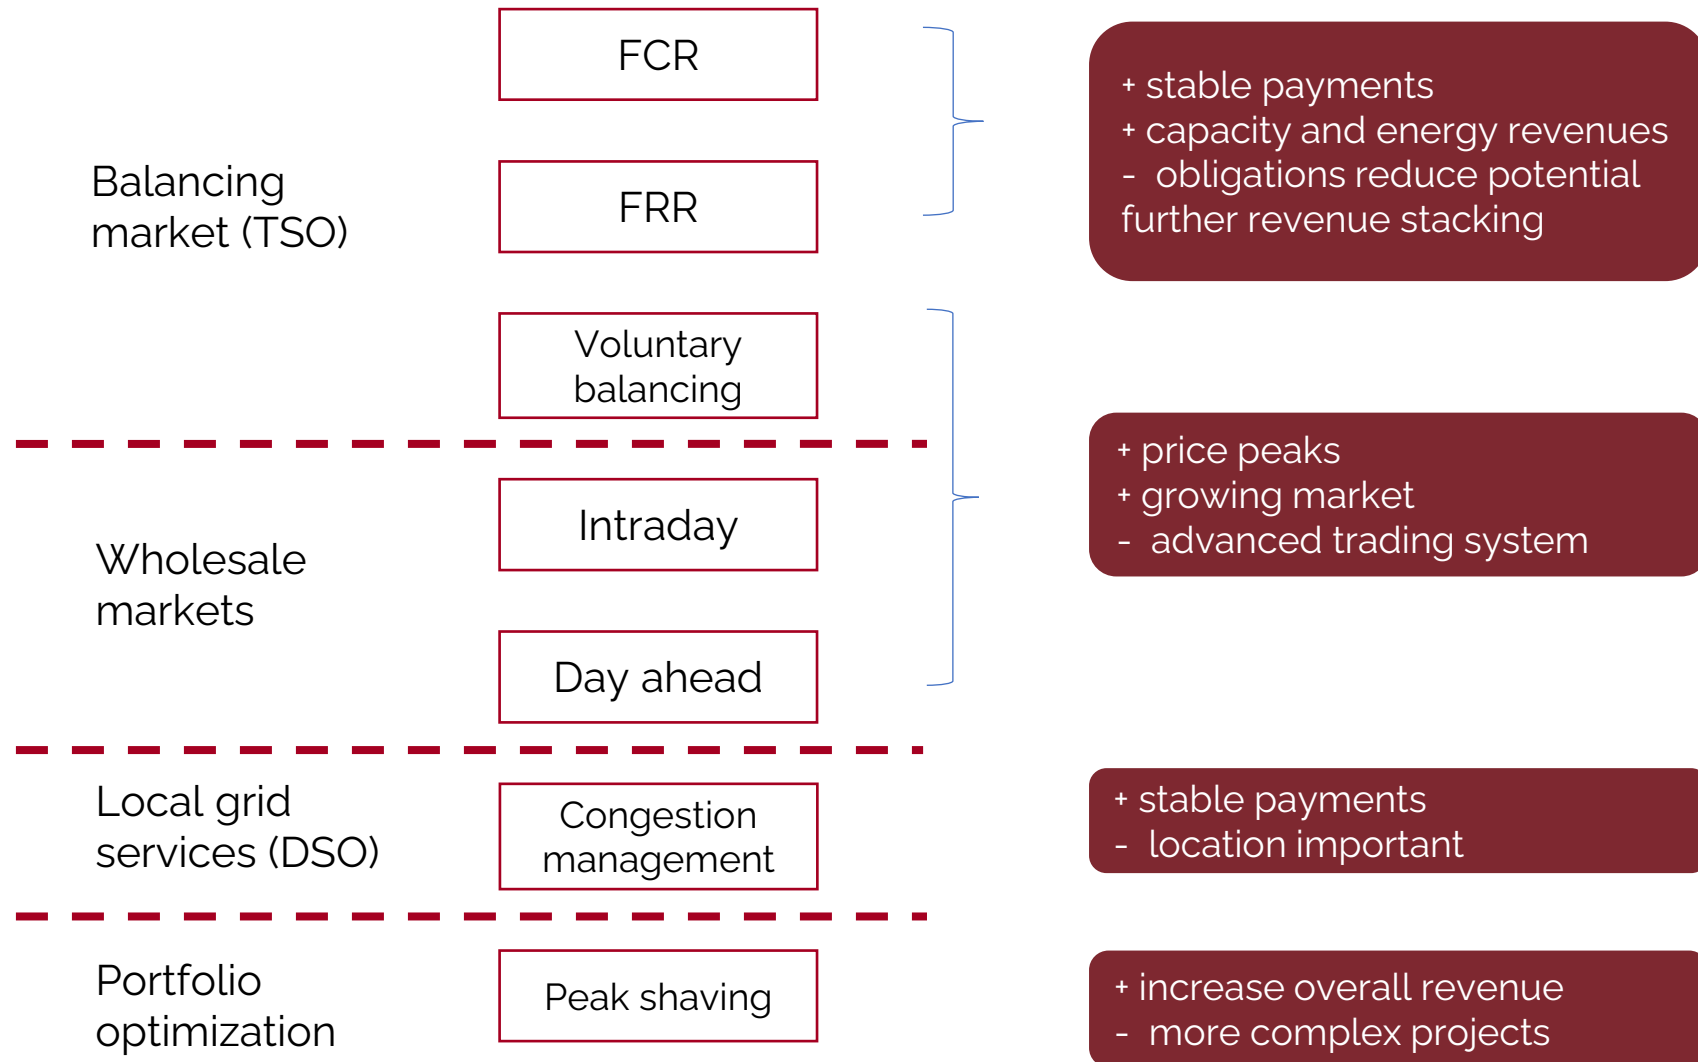 Balancing
market (TSO)
FCR
FRR
Voluntary
balancing
+ stable payments
+ capacity and energy revenues
- obligations reduce potential
further revenue stacking
Wholesale
markets
Intraday
Day ahead
+ price peaks
+ growing market
- advanced trading system
Local grid
services (DSO)
Congestion
management
+ stable payments
- location important
Portfolio
optimization
Peak shaving
+ increase overall revenue
- more complex projects